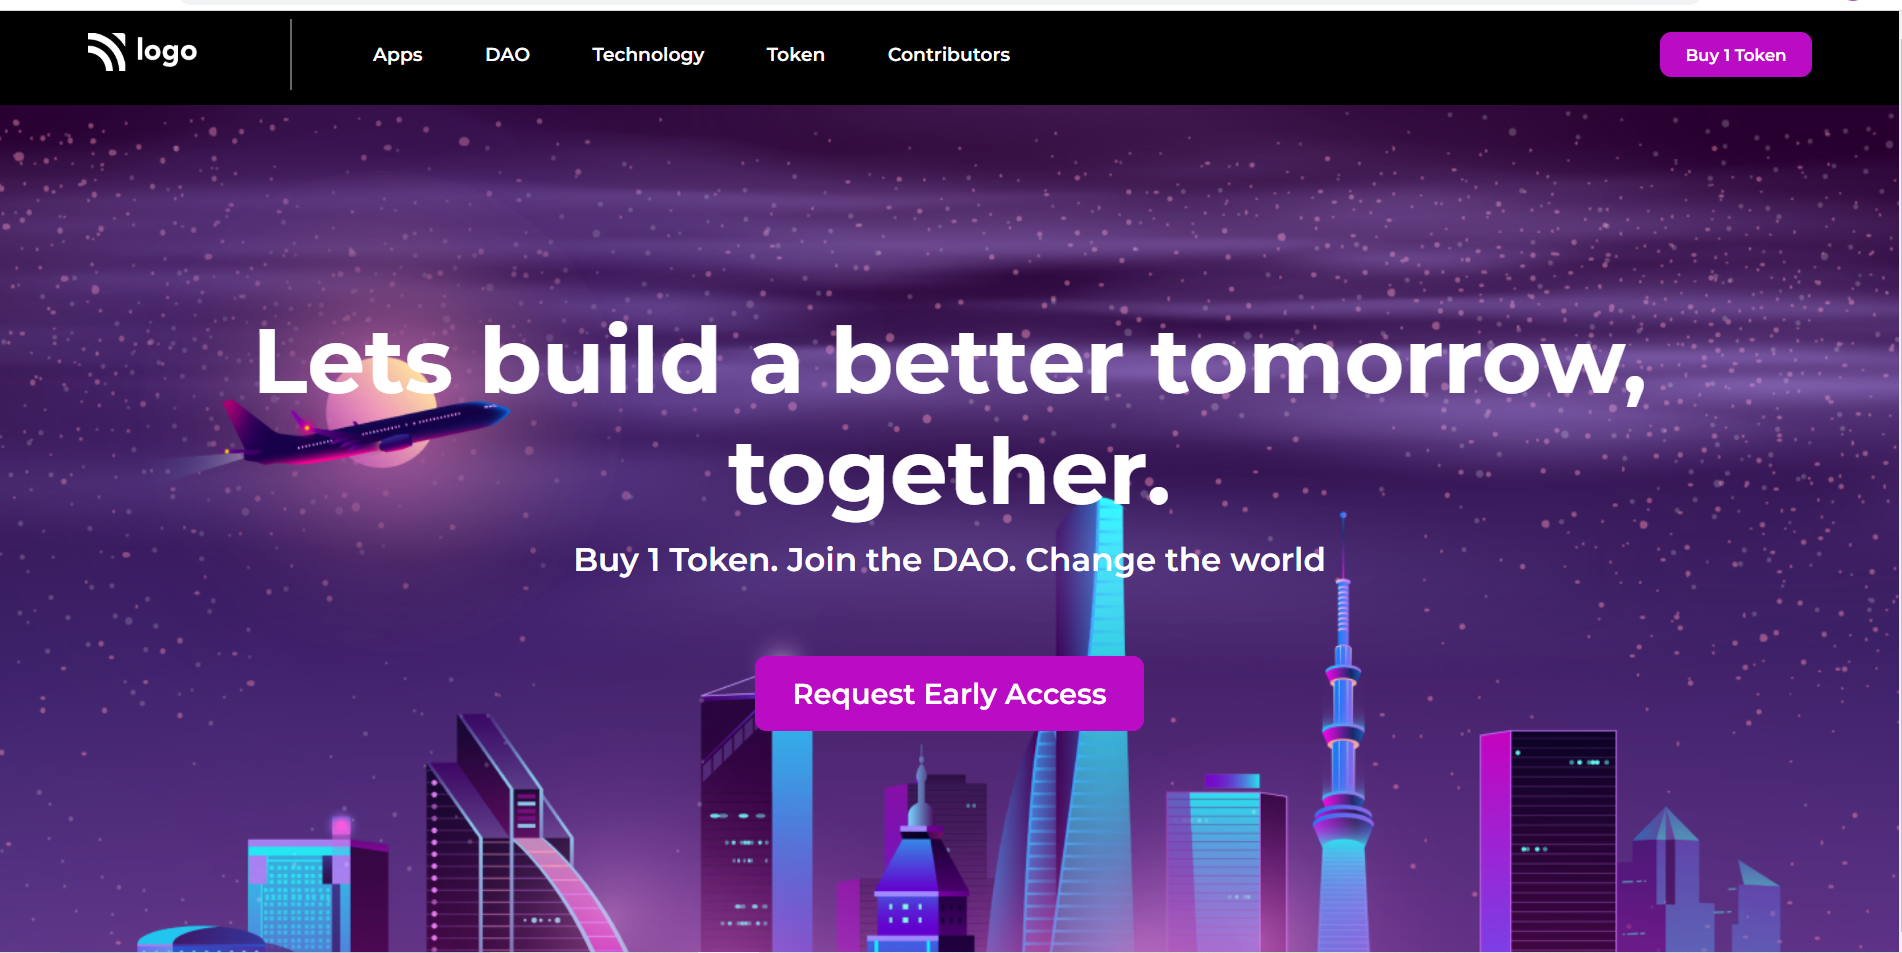 logo
Apps
DAO
Technology
Token
Contributors
Buy 1 Token
Lets build a better tomorrow,
together.
Buy 1 Token. Join the DAO. Change the world
Request Early Access